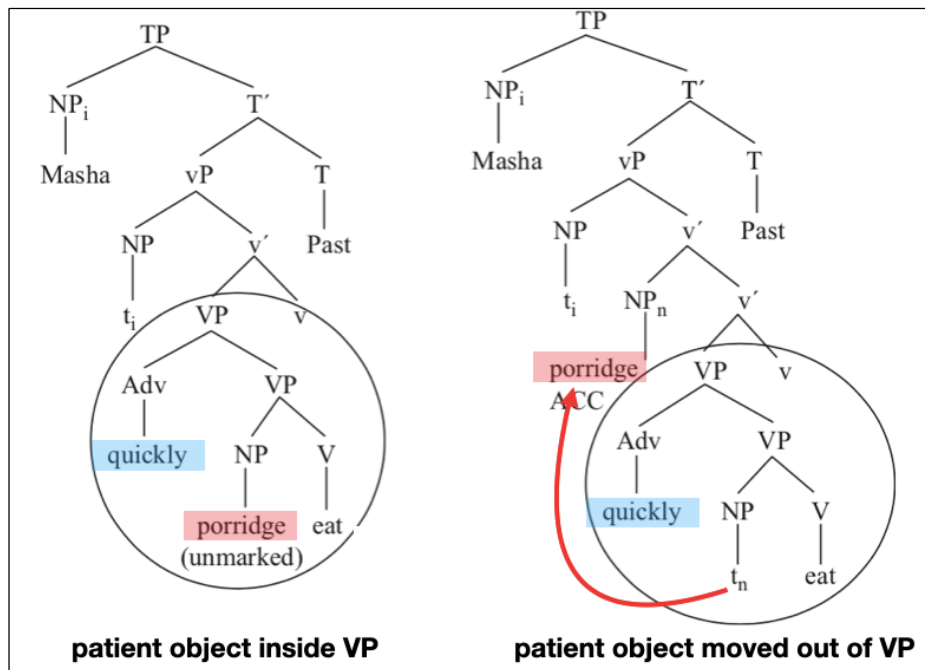 TP
NPi T´
Masha vP T
NP v´ Past
ti VP v
Adv VP
quickly NP V
porridge eat
(unmarked)
patient object inside VP
TP
NPi T´
Masha vP T
NP v´ Past
ti NPn v´
porridge VP v
ACC
Adv VP
quickly NP V
tn eat
patient object moved out of VP